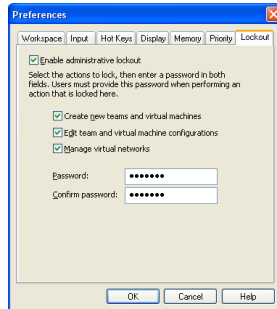 Preferences
Workspace Input Hot Keys Display Memory Priority Lockout
Enable administrative lockout
Select the actions to lock, then enter a password in both
fields. Users must provide this password when performing an
action that is locked here.
Create new teams and virtual machines
Edit team and virtual machine configurations
Manage virtual networks
Password: •••••••
Confirm password: •••••••
OK Cancel Help